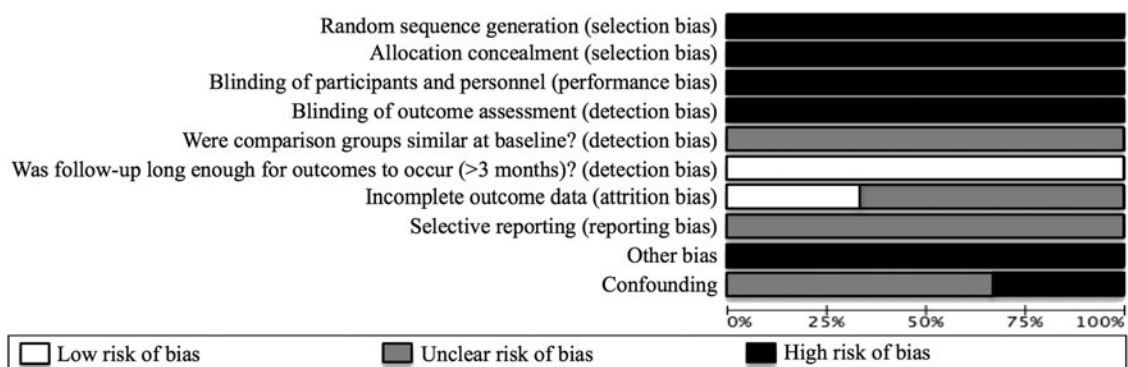 Random sequence generation (selection bias)
Allocation concealment (selection bias)
Blinding of participants and personnel (performance bias)
Blinding of outcome assessment (detection bias)
Were comparison groups similar at baseline? (detection bias)
Was follow-up long enough for outcomes to occur (>3 months)? (detection bias)
Incomplete outcome data (attrition bias)
Selective reporting (reporting bias)
Other bias
Confounding
0% 25% 50% 75% 100%
Low risk of bias Unclear risk of bias High risk of bias